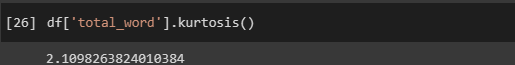 [26] df['total_word'].kurtosis()
2.1098263824010384